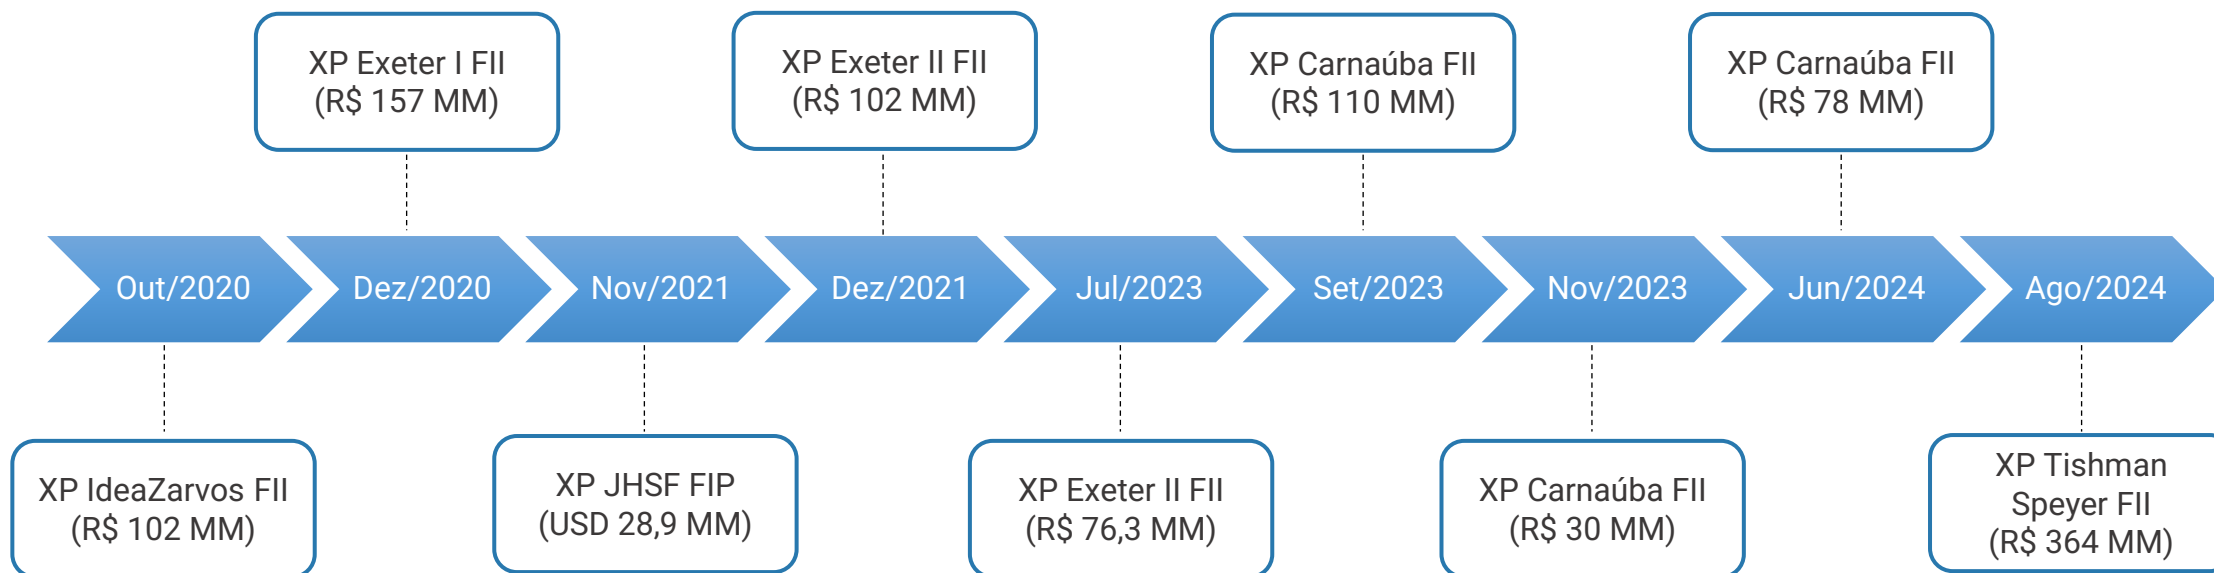 XP Exeter I FII
(R$ 157 MM)
XP Exeter II FII
(R$ 102 MM)
XP Carnaúba FII
(R$ 110 MM)
XP Carnaúba FII
(R$ 78 MM)
Out/2020
Dez/2020
Nov/2021
Dez/2021
Jul/2023
Set/2023
Nov/2023
Jun/2024
Ago/2024
XP IdeaZarvos FII
(R$ 102 MM)
XP JHSF FIP
(USD 28,9 MM)
XP Exeter II FII
(R$ 76,3 MM)
XP Carnaúba FII
(R$ 30 MM)
XP Tishman
Speyer FII
(R$ 364 MM)